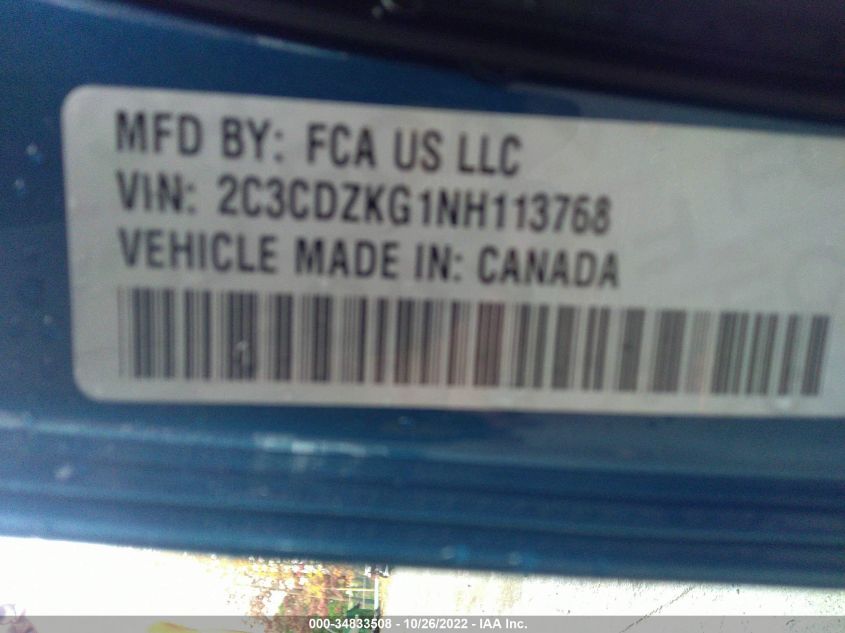 MFD BY: FCA US LLC
VIN: 2C3CDZKG1NH113768
VEHICLE MADE IN: CANADA
000-34833508 - 10/26/2022 - IAA Inc.